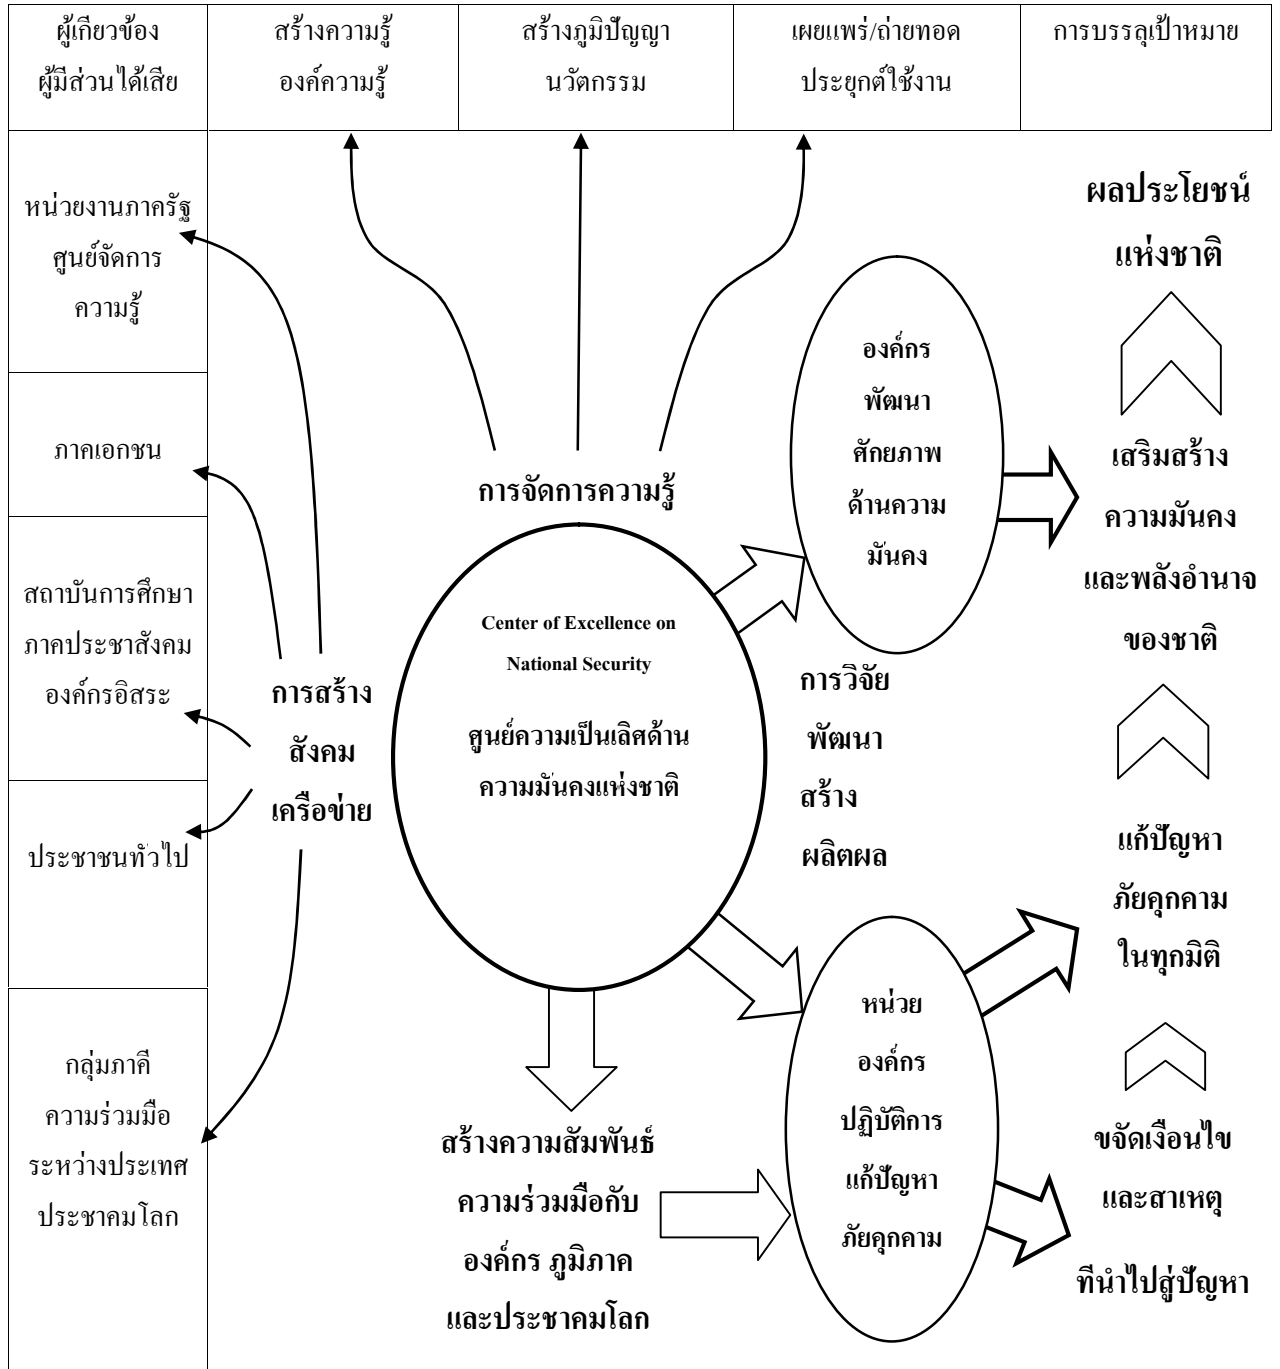 ผู้เกี่ยวข้อง
ผู้มีส่วนได้เสีย
สร้างความรู้
องค์ความรู้
สร้างภูมิปัญญา
นวัตกรรม
เผยแพร่/ถ่ายทอด
ประยุกต์ใช้งาน
การบรรลุเป้าหมาย
หน่วยงานภาครัฐ
ศูนย์จัดการ
ความรู้
ภาคเอกชน
สถาบันการศึกษา
ภาคประชาสังคม
องค์กรอิสระ
ประชาชนทั่วไป
กลุ่มภาคี
ความร่วมมือ
ระหว่างประเทศ
ประชาคมโลก
การสร้าง
สังคม
เครือข่าย
การจัดการความรู้
Center of Excellence on
National Security
ศูนย์ความเป็นเลิศด้าน
ความมั่นคงแห่งชาติ
สร้างความสัมพันธ์
ความร่วมมือกับ
องค์กร ภูมิภาค
และประชาคมโลก
องค์กร
พัฒนา
ศักยภาพ
ด้านความ
มั่นคง
การวิจัย
พัฒนา
สร้าง
ผลิตผล
หน่วย
องค์กร
ปฏิบัติการ
แก้ปัญหา
ภัยคุกคาม
ผลประโยชน์
แห่งชาติ
เสริมสร้าง
ความมั่นคง
และพลังอำนาจ
ของชาติ
แก้ปัญหา
ภัยคุกคาม
ในทุกมิติ
ขจัดเงื่อนไข
และสาเหตุ
ที่นำไปสู่ปัญหา